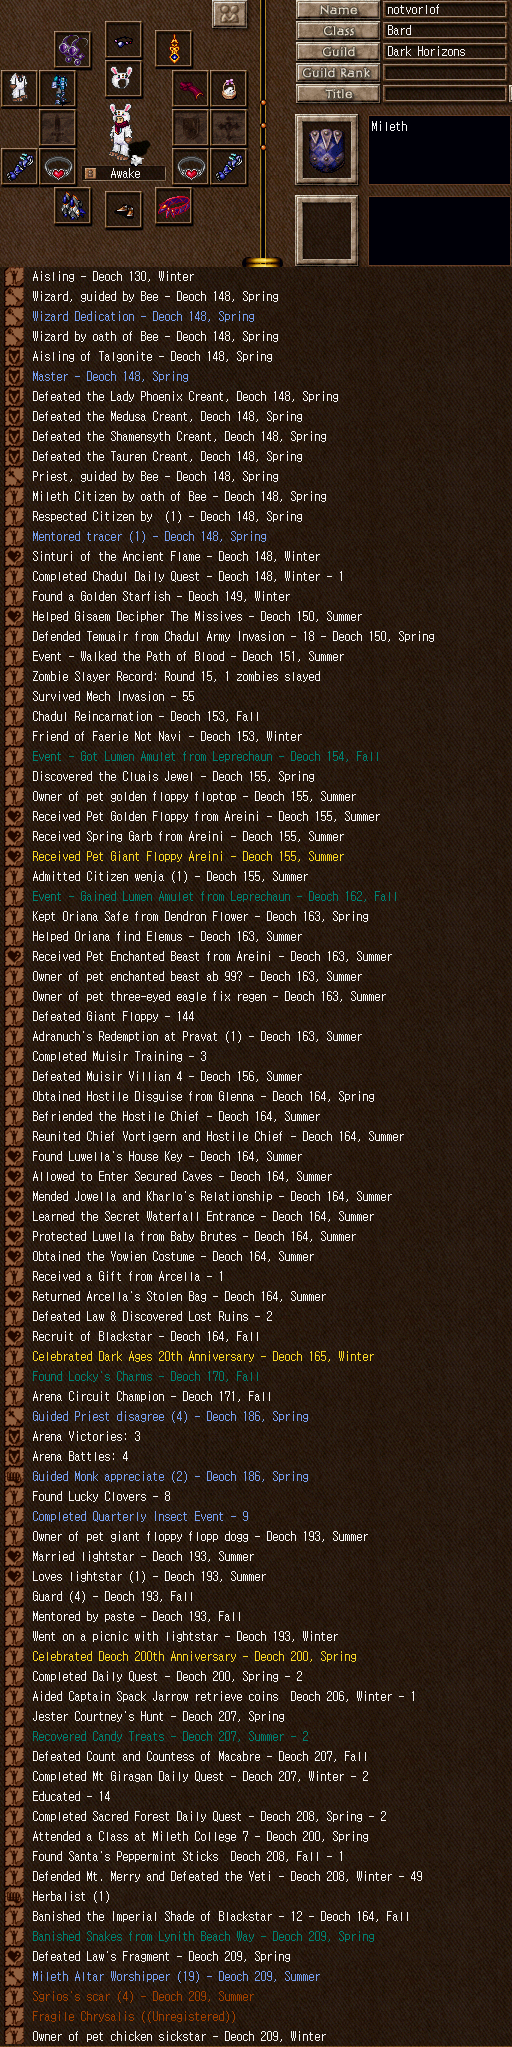 Name
notvorlof
Class
Bard
Guild
Dark Horizons
Guild Rank
Title
Mileth
Awake
Aisling - Deoch 130, Winter
Wizard, guided by Bee - Deoch 148, Spring
Wizard Dedication - Deoch 148, Spring
Wizard by oath of Bee - Deoch 148, Spring
Aisling of Talgonite - Deoch 148, Spring
Master - Deoch 148, Spring
Defeated the Lady Phoenix Creant, Deoch 148, Spring
Defeated the Medusa Creant, Deoch 148, Spring
Defeated the Shamensyth Creant, Deoch 148, Spring
Defeated the Tauren Creant, Deoch 148, Spring
Priest, guided by Bee - Deoch 148, Spring
Mileth Citizen by oath of Bee - Deoch 148, Spring
Respected Citizen by  (1) - Deoch 148, Spring
Mentored tracer (1) - Deoch 148, Spring
Sinturi of the Ancient Flame - Deoch 148, Winter
Completed Chadul Daily Quest - Deoch 148, Winter - 1
Found a Golden Starfish - Deoch 149, Winter
Helped Gisaem Decipher The Missives - Deoch 150, Summer
Defended Temuair from Chadul Army Invasion - 18 - Deoch 150, Spring
Event - Walked the Path of Blood - Deoch 151, Summer
Zombie Slayer Record: Round 15, 1 zombies slayed
Survived Mech Invasion - 55
Chadul Reincarnation - Deoch 153, Fall
Friend of Faerie Not Navi - Deoch 153, Winter
Event - Got Lumen Amulet from Leprechaun - Deoch 154, Fall
Discovered the Cluais Jewel - Deoch 155, Spring
Owner of pet golden floppy floptop - Deoch 155, Summer
Received Pet Golden Floppy from Areini - Deoch 155, Summer
Received Spring Garb from Areini - Deoch 155, Summer
Received Pet Giant Floppy Areini - Deoch 155, Summer
Admitted Citizen wenja (1) - Deoch 155, Summer
Event - Gained Lumen Amulet from Leprechaun - Deoch 162, Fall
Kept Oriana Safe from Dendron Flower - Deoch 163, Spring
Helped Oriana find Elemus - Deoch 163, Summer
Received Pet Enchanted Beast from Areini - Deoch 163, Summer
Owner of pet enchanted beast ab 99? - Deoch 163, Summer
Owner of pet three-eyed eagle fix regen - Deoch 163, Summer
Defeated Giant Floppy - 144
Adranuch's Redemption at Pravat (1) - Deoch 163, Summer
Completed Muisir Training - 3
Defeated Muisir Villian 4 - Deoch 156, Summer
Obtained Hostile Disguise from Glenna - Deoch 164, Spring
Befriended the Hostile Chief - Deoch 164, Summer
Reunited Chief Vortigern and Hostile Chief - Deoch 164, Summer
Found Luwella's House Key - Deoch 164, Summer
Allowed to Enter Secured Caves - Deoch 164, Summer
Mended Jowella and Kharlo's Relationship - Deoch 164, Summer
Learned the Secret Waterfall Entrance - Deoch 164, Summer
Protected Luwella from Baby Brutes - Deoch 164, Summer
Obtained the Yowien Costume - Deoch 164, Summer
Received a Gift from Arcella - 1
Returned Arcella's Stolen Bag - Deoch 164, Summer
Defeated Law & Discovered Lost Ruins - 2
Recruit of Blackstar - Deoch 164, Fall
Celebrated Dark Ages 20th Anniversary - Deoch 165, Winter
Found Locky's Charms - Deoch 170, Fall
Arena Circuit Champion - Deoch 171, Fall
Guided Priest disagree (4) - Deoch 186, Spring
Arena Victories: 3
Arena Battles: 4
Guided Monk appreciate (2) - Deoch 186, Spring
Found Lucky Clovers - 8
Completed Quarterly Insect Event - 9
Owner of pet giant floppy flopp dogg - Deoch 193, Summer
Married lightstar - Deoch 193, Summer
Loves lightstar (1) - Deoch 193, Summer
Guard (4) - Deoch 193, Fall
Mentored by paste - Deoch 193, Fall
Went on a picnic with lightstar - Deoch 193, Winter
Celebrated Deoch 200th Anniversary - Deoch 200, Spring
Completed Daily Quest - Deoch 200, Spring - 2
Aided Captain Spack Jarrow retrieve coins  Deoch 206, Winter - 1
Jester Courtney's Hunt - Deoch 207, Spring
Recovered Candy Treats - Deoch 207, Summer - 2
Defeated Count and Countess of Macabre - Deoch 207, Fall
Completed Mt Giragan Daily Quest - Deoch 207, Winter - 2
Educated - 14
Completed Sacred Forest Daily Quest - Deoch 208, Spring - 2
Attended a Class at Mileth College 7 - Deoch 200, Spring
Found Santa's Peppermint Sticks  Deoch 208, Fall - 1
Defended Mt. Merry and Defeated the Yeti - Deoch 208, Winter - 49
Herbalist (1)
Banished the Imperial Shade of Blackstar - 12 - Deoch 164, Fall
Banished Snakes from Lynith Beach Way - Deoch 209, Spring
Defeated Law's Fragment - Deoch 209, Spring
Mileth Altar Worshipper (19) - Deoch 209, Summer
Sgrios's scar (4) - Deoch 209, Summer
Fragile Chrysalis ((Unregistered))
Owner of pet chicken sickstar - Deoch 209, Winter